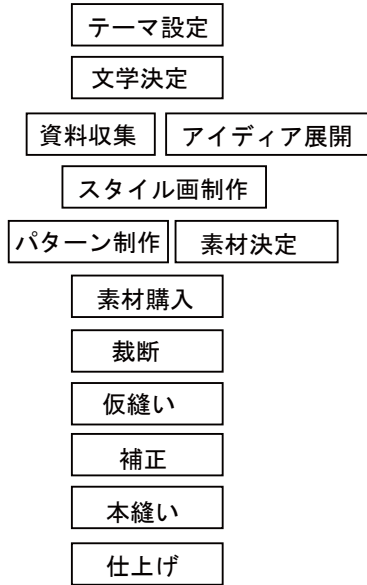 テーマ設定
文学決定
資料収集 アイディア展開
スタイル画制作
パターン制作 素材決定
素材購入
裁断
仮縫い
補正
本縫い
仕上げ